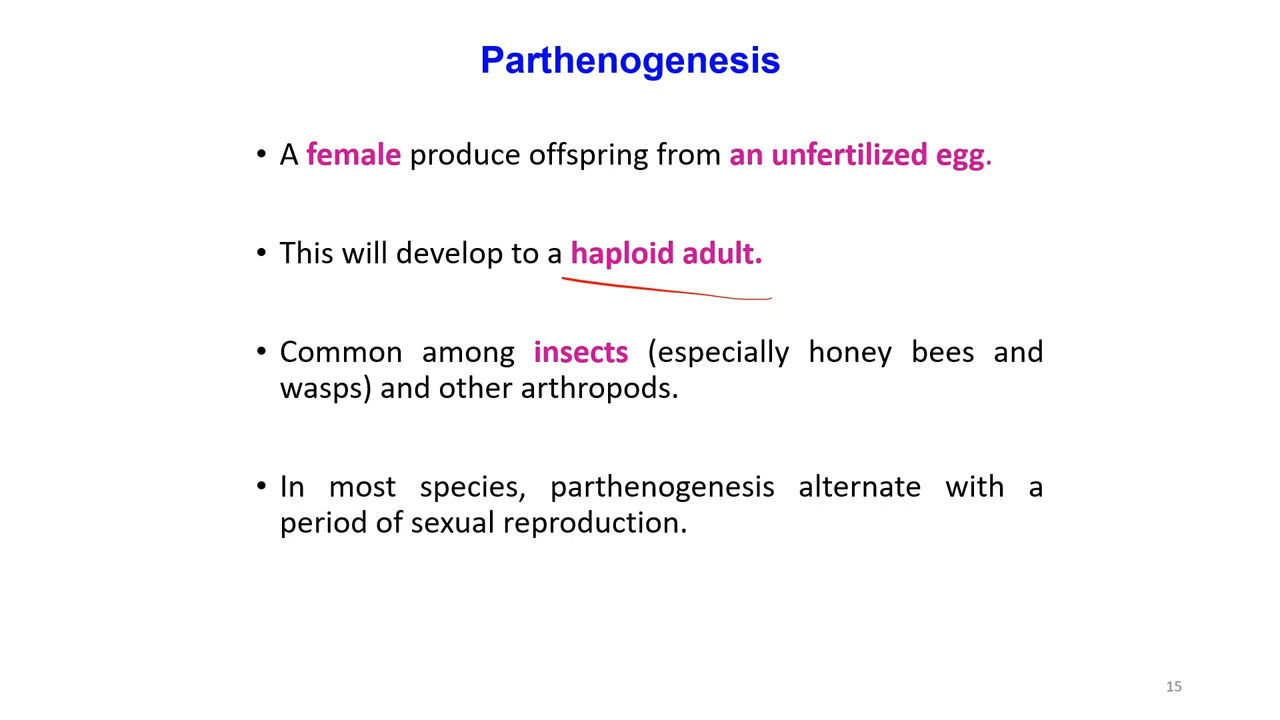 Parthenogenesis
• A female produce offspring from an unfertilized egg.
• This will develop to a haploid adult.
• Common among insects (especially honey bees and
wasps) and other arthropods.
• In most species, parthenogenesis alternate with a
period of sexual reproduction.
15